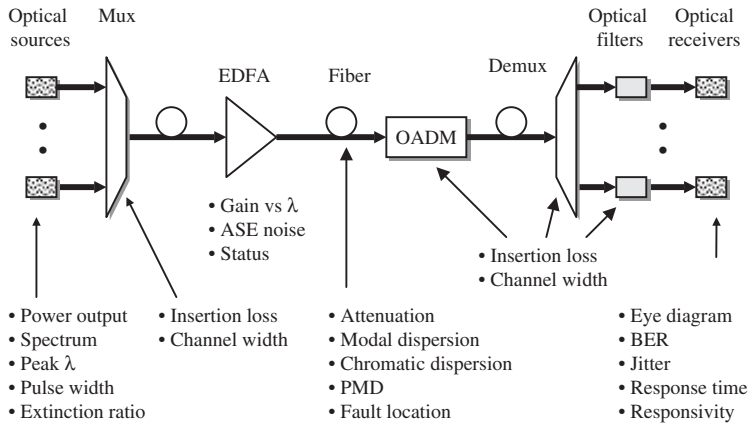 Optical
sources
Mux
EDFA
Fiber
Demux
Optical
filters
Optical
receivers
OADM
• Gain vs λ
• ASE noise
• Status
• Insertion loss
• Channel width
• Power output
• Spectrum
• Peak λ
• Pulse width
• Extinction ratio
• Insertion loss
• Channel width
• Attenuation
• Modal dispersion
• Chromatic dispersion
• PMD
• Fault location
• Eye diagram
• BER
• Jitter
• Response time
• Responsivity